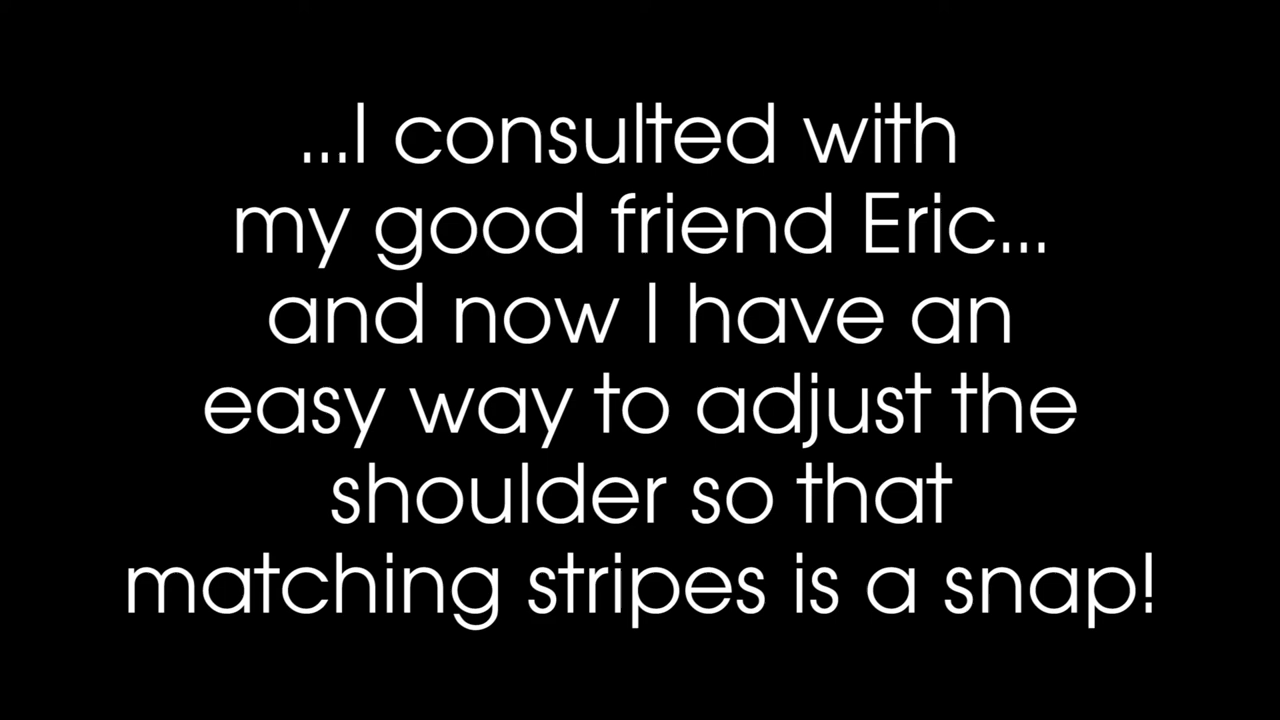 ...I consulted with
my good friend Eric...
and now I have an
easy way to adjust the
shoulder so that
matching stripes is a snap!